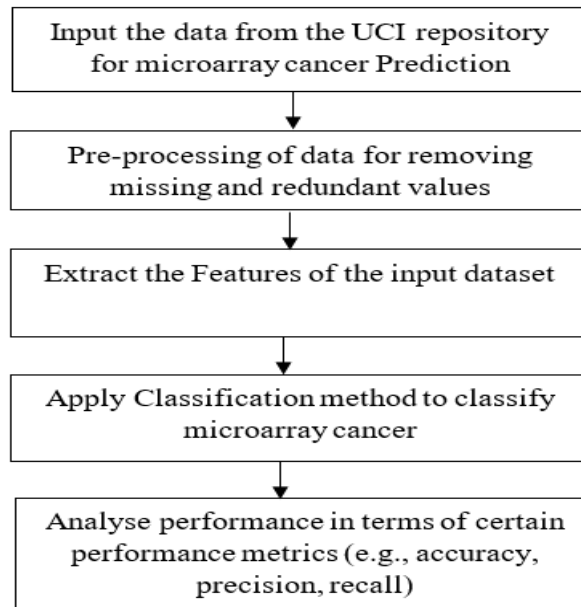 Input the data from the UCI repository
for microarray cancer Prediction
Pre-processing of data for removing
missing and redundant values
Extract the Features of the input dataset
Apply Classification method to classify
microarray cancer
Analyse performance in terms of certain
performance metrics (e.g., accuracy,
precision, recall)